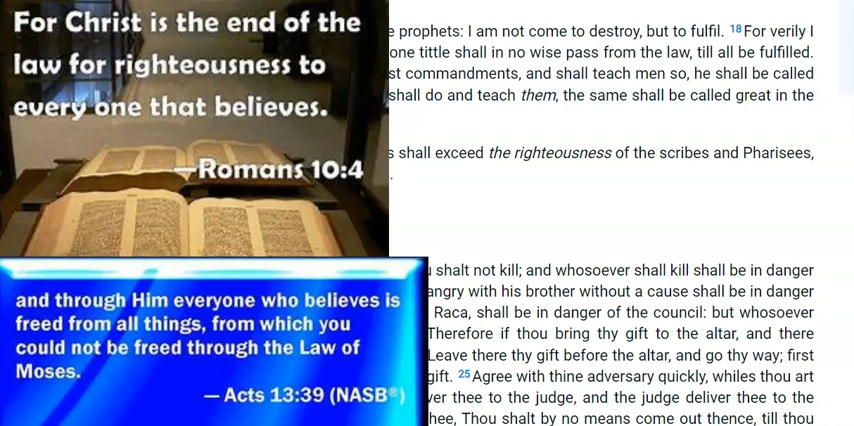 For Christ is the end of the
law for righteousness to
every one that believes.
—Romans 10:4
and through Him everyone who believes is
freed from all things, from which you
could not be freed through the Law of
Moses.
— Acts 13:39 (NASB®)
prophets: I am not come to destroy, but to fulfil. 18 For verily I
one tittle shall in no wise pass from the law, till all be fulfilled.
commandments, and shall teach men so, he shall be called
shall do and teach them, the same shall be called great in the
shall exceed the righteousness of the scribes and Pharisees,
.
shalt not kill; and whosoever shall kill shall be in danger
angry with his brother without a cause shall be in danger
Raca, shall be in danger of the council: but whosoever
Therefore if thou bring thy gift to the altar, and there
Leave there thy gift before the altar, and go thy way; first
gift. 25 Agree with thine adversary quickly, whiles thou art
thee to the judge, and the judge deliver thee to the
thee, Thou shalt by no means come out thence, till thou